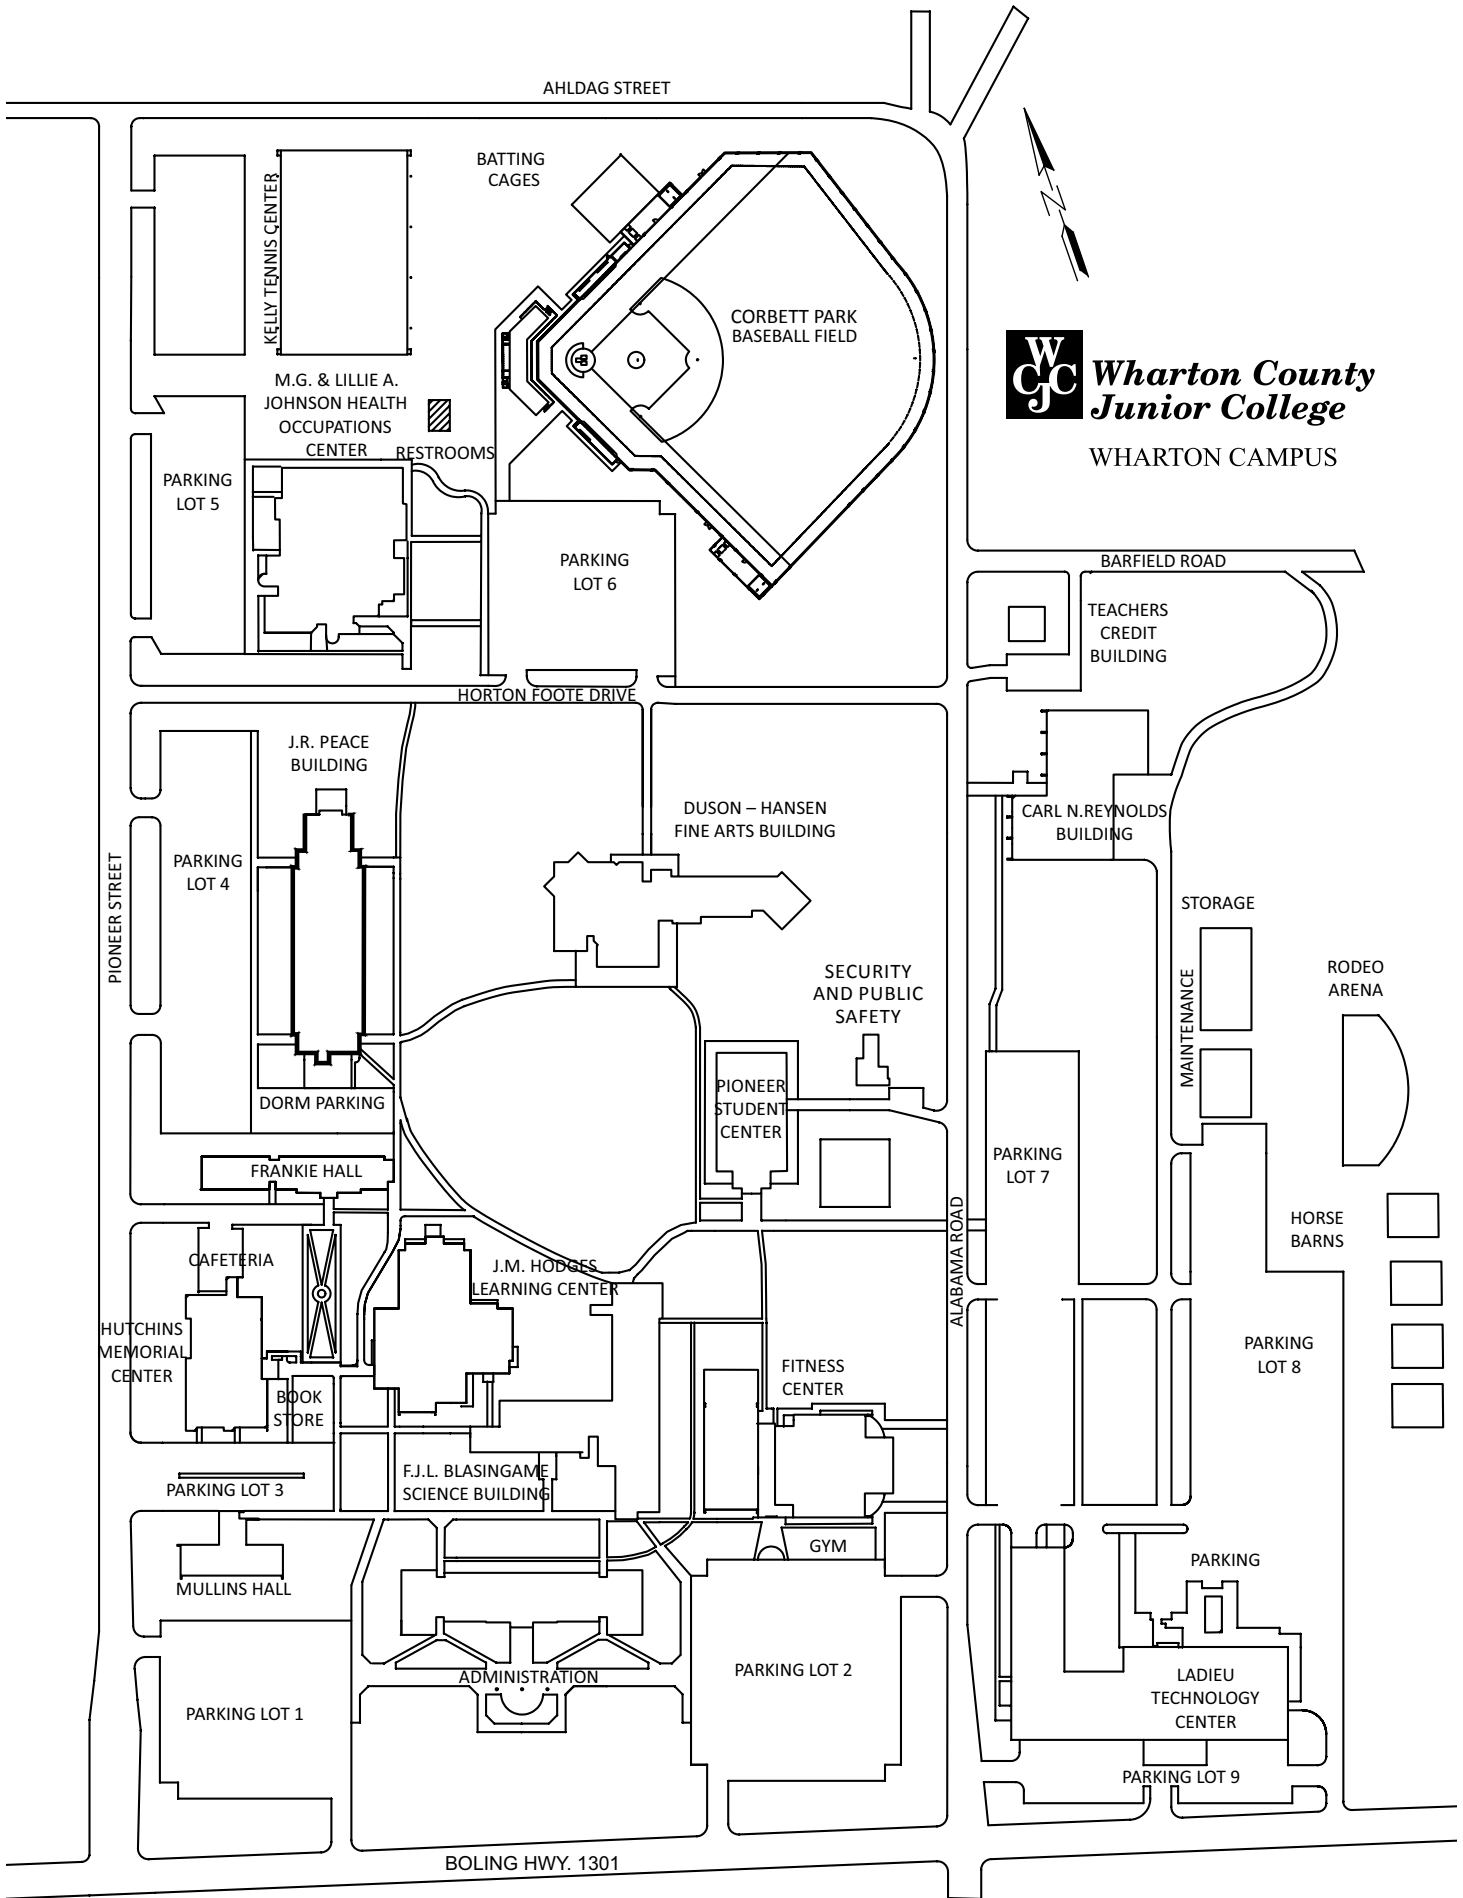 AHLDAG STREET
BATTING
CAGES
KELLY TENNIS CENTER
CORBETT PARK
BASEBALL FIELD
N
W
CJC
Wharton County
Junior College
WHARTON CAMPUS
M.G. & LILLIE A.
JOHNSON HEALTH
OCCUPATIONS
CENTER
RESTROOMS
PARKING
LOT 5
PARKING
LOT 6
BARFIELD ROAD
TEACHERS
CREDIT
BUILDING
HORTON FOOTE DRIVE
J.R. PEACE
BUILDING
DUSON – HANSEN
FINE ARTS BUILDING
CARL N.REYNOLDS
BUILDING
PIONEER STREET
PARKING
LOT 4
STORAGE
SECURITY
AND PUBLIC
SAFETY
RODEO
ARENA
MAINTENANCE
PIONEER
STUDENT
CENTER
DORM PARKING
PARKING
LOT 7
FRANKIE HALL
ALABAMA ROAD
HORSE
BARNS
CAFETERIA
J.M. HODGES
LEARNING CENTER
HUTCHINS
MEMORIAL
CENTER
PARKING
LOT 8
FITNESS
CENTER
BOOK
STORE
F.J.L. BLASINGAME
SCIENCE BUILDING
PARKING LOT 3
GYM
PARKING
MULLINS HALL
ADMINISTRATION
PARKING LOT 2
LADIEU
TECHNOLOGY
CENTER
PARKING LOT 1
PARKING LOT 9
BOLING HWY. 1301